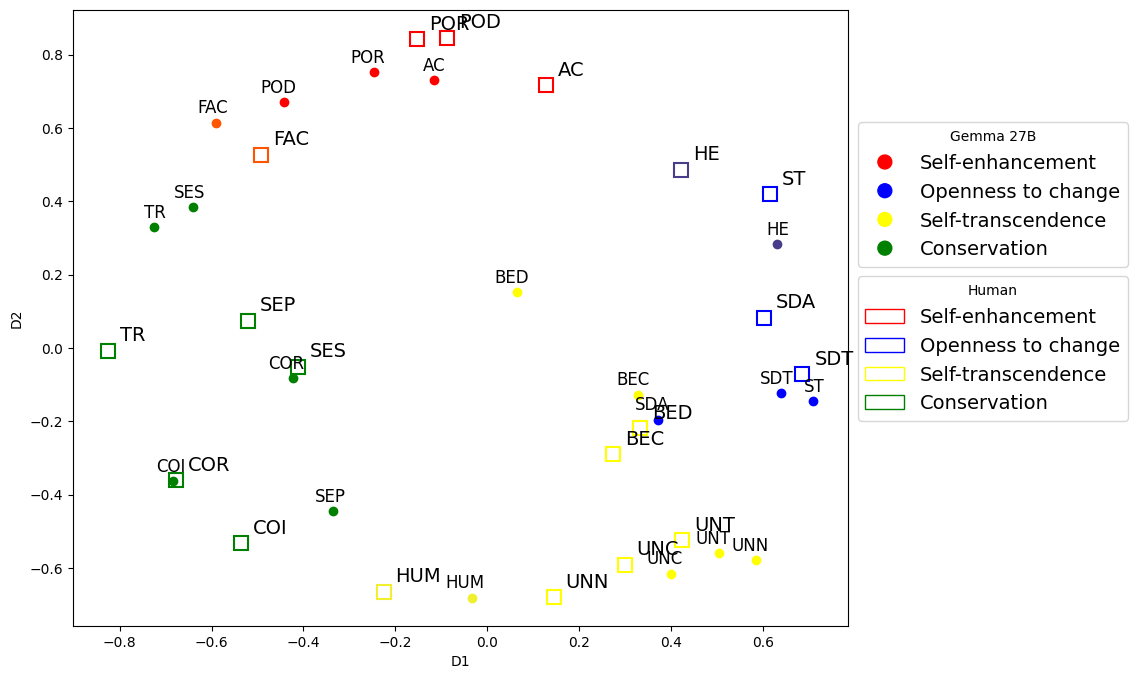 POR
POD
0.8
POR
AC
AC
POD
FAC
0.6
FAC
HE
ST
0.4
SES
TR
HE
0.2
BED
SEP
SDA
D2
0.0
TR
SES
COR
SDT
BEC
SDT
ST
−0.2
SDA
BED
BEC
−0.4
COI
COR
SEP
COI
UNT
UNT
UNN
−0.6
UNC
UNC
HUM
HUM
UNN
−0.8
−0.6
−0.4
−0.2
0.0
0.2
0.4
0.6
D1
Gemma 27B
Self-enhancement
Openness to change
Self-transcendence
Conservation
Human
Self-enhancement
Openness to change
Self-transcendence
Conservation